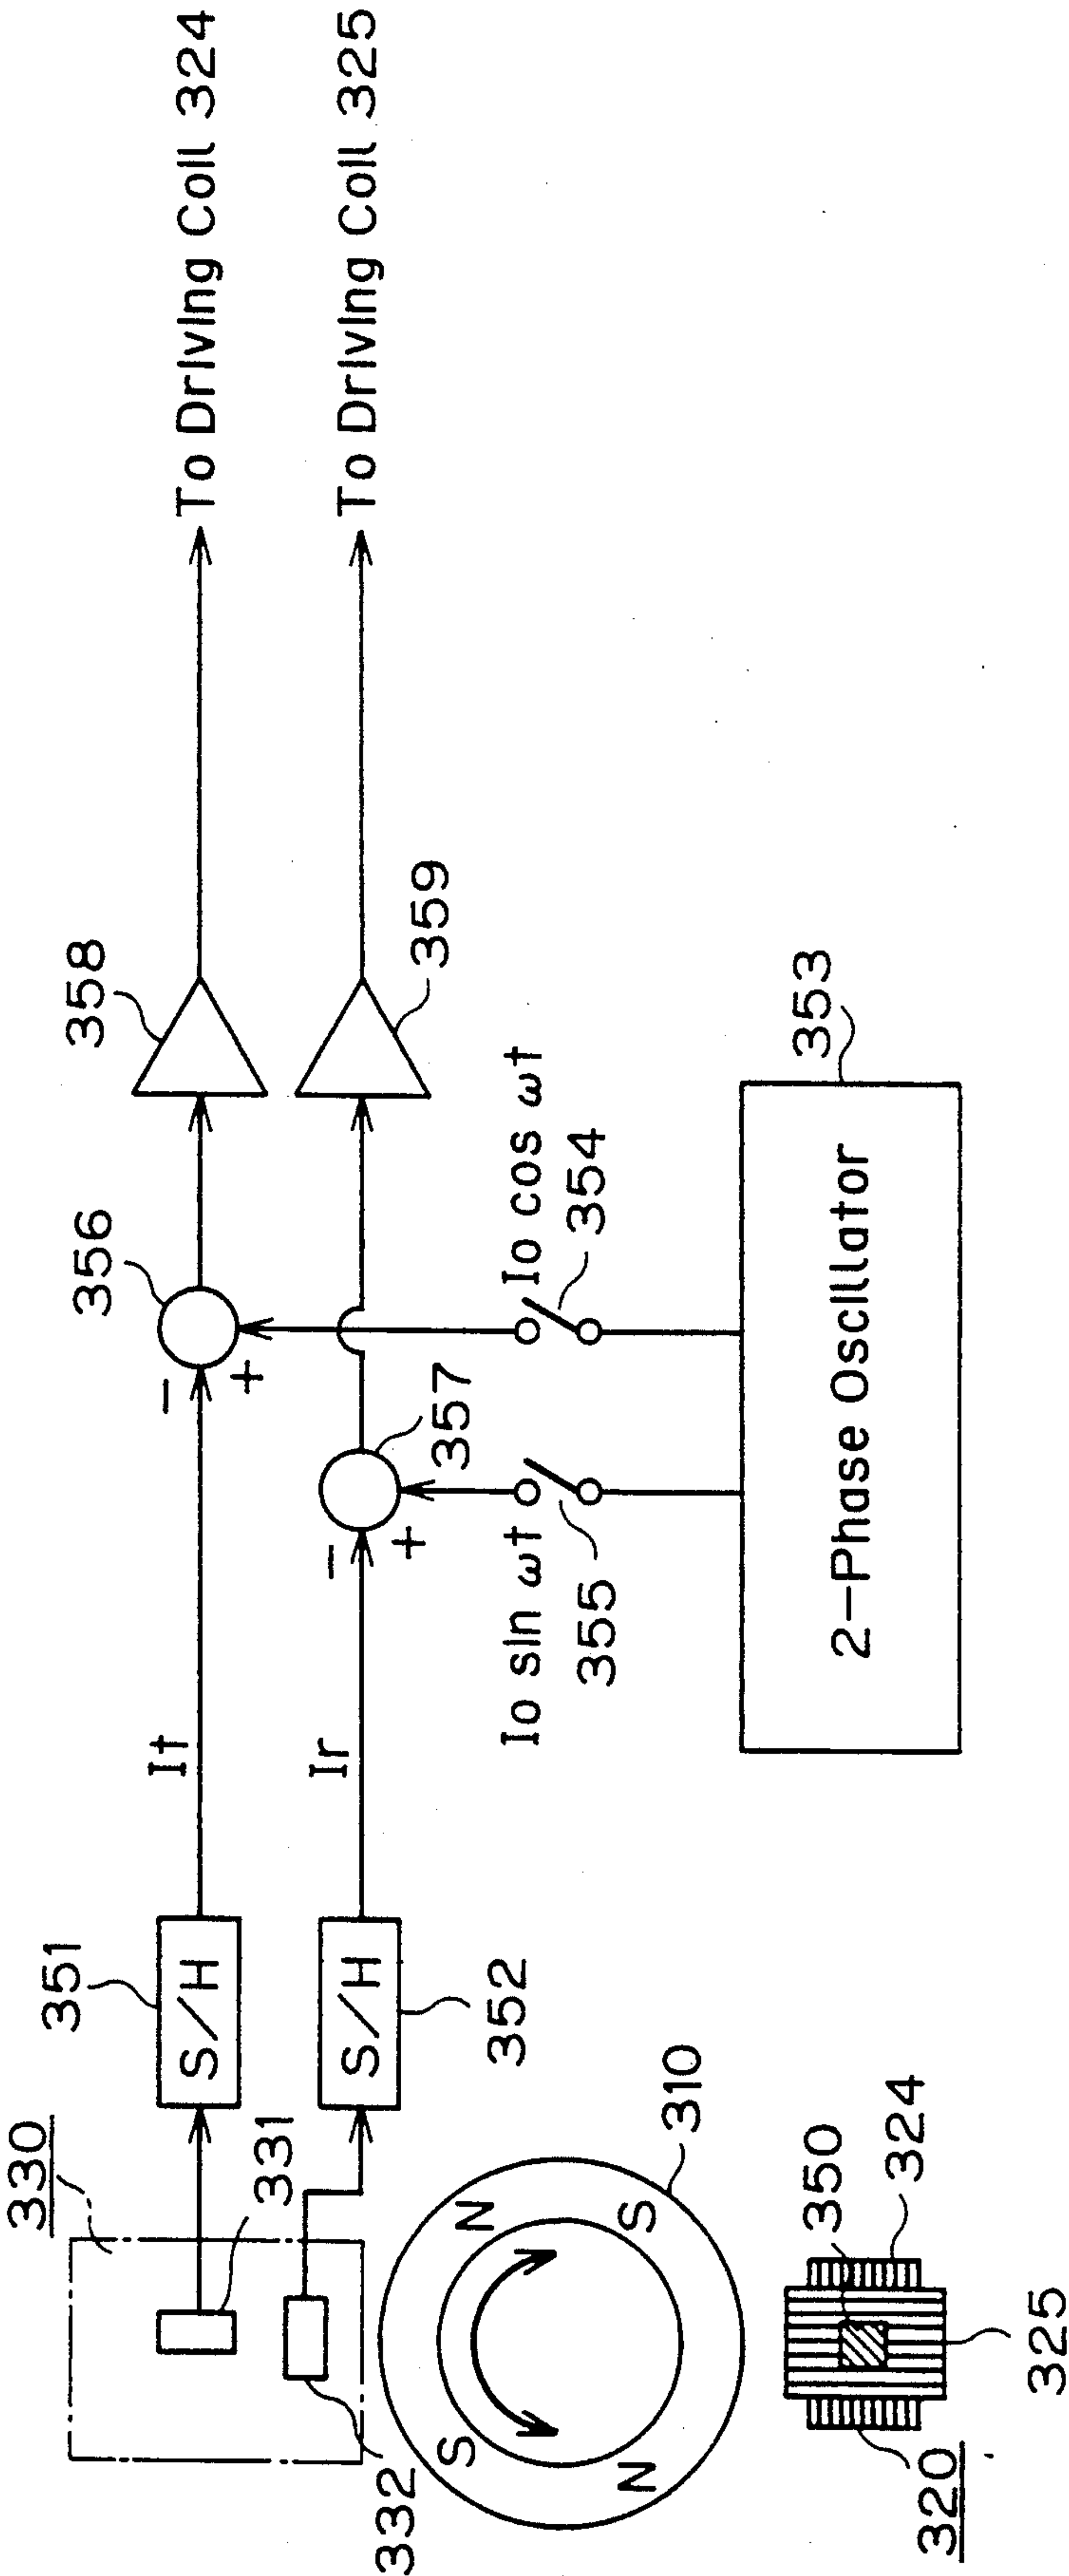 330
351
358
To Driving Coil 324
S/H
It
356
-
+
331
332
352
359
To Driving Coil 325
S/H
Ir
357
-
+
Io sin ωt
355
Io cos ωt
354
310
N
S
S
N
2-Phase Oscillator
353
350
324
325
320